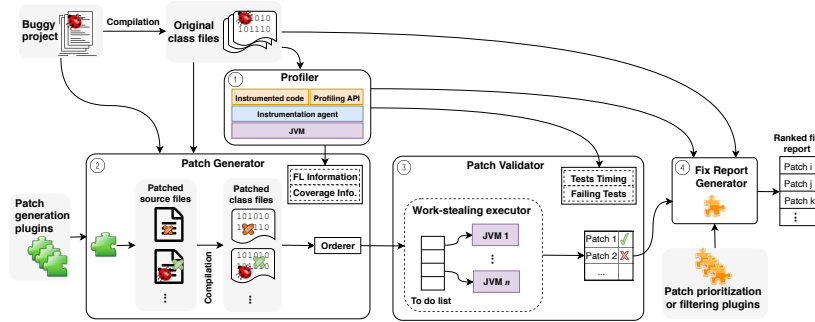 Buggy
project
Compilation
Original
class files
1010
101110
1
Profiler
Instrumented code
Profiling API
Instrumentation agent
JVM
2
Patch Generator
FL Information
Coverage Info.
Patch
generation
plugins
Patched
source files
Compilation
Patched
class files
101010
Orderer
3
Patch Validator
Tests Timing
Failing Tests
Work-stealing executor
JVM 1
JVM n
To do list
Patch 1
Patch 2
...
4
Fix Report
Generator
Patch prioritization
or filtering plugins
Ranked fi
report
Patch i
Patch j
Patch k